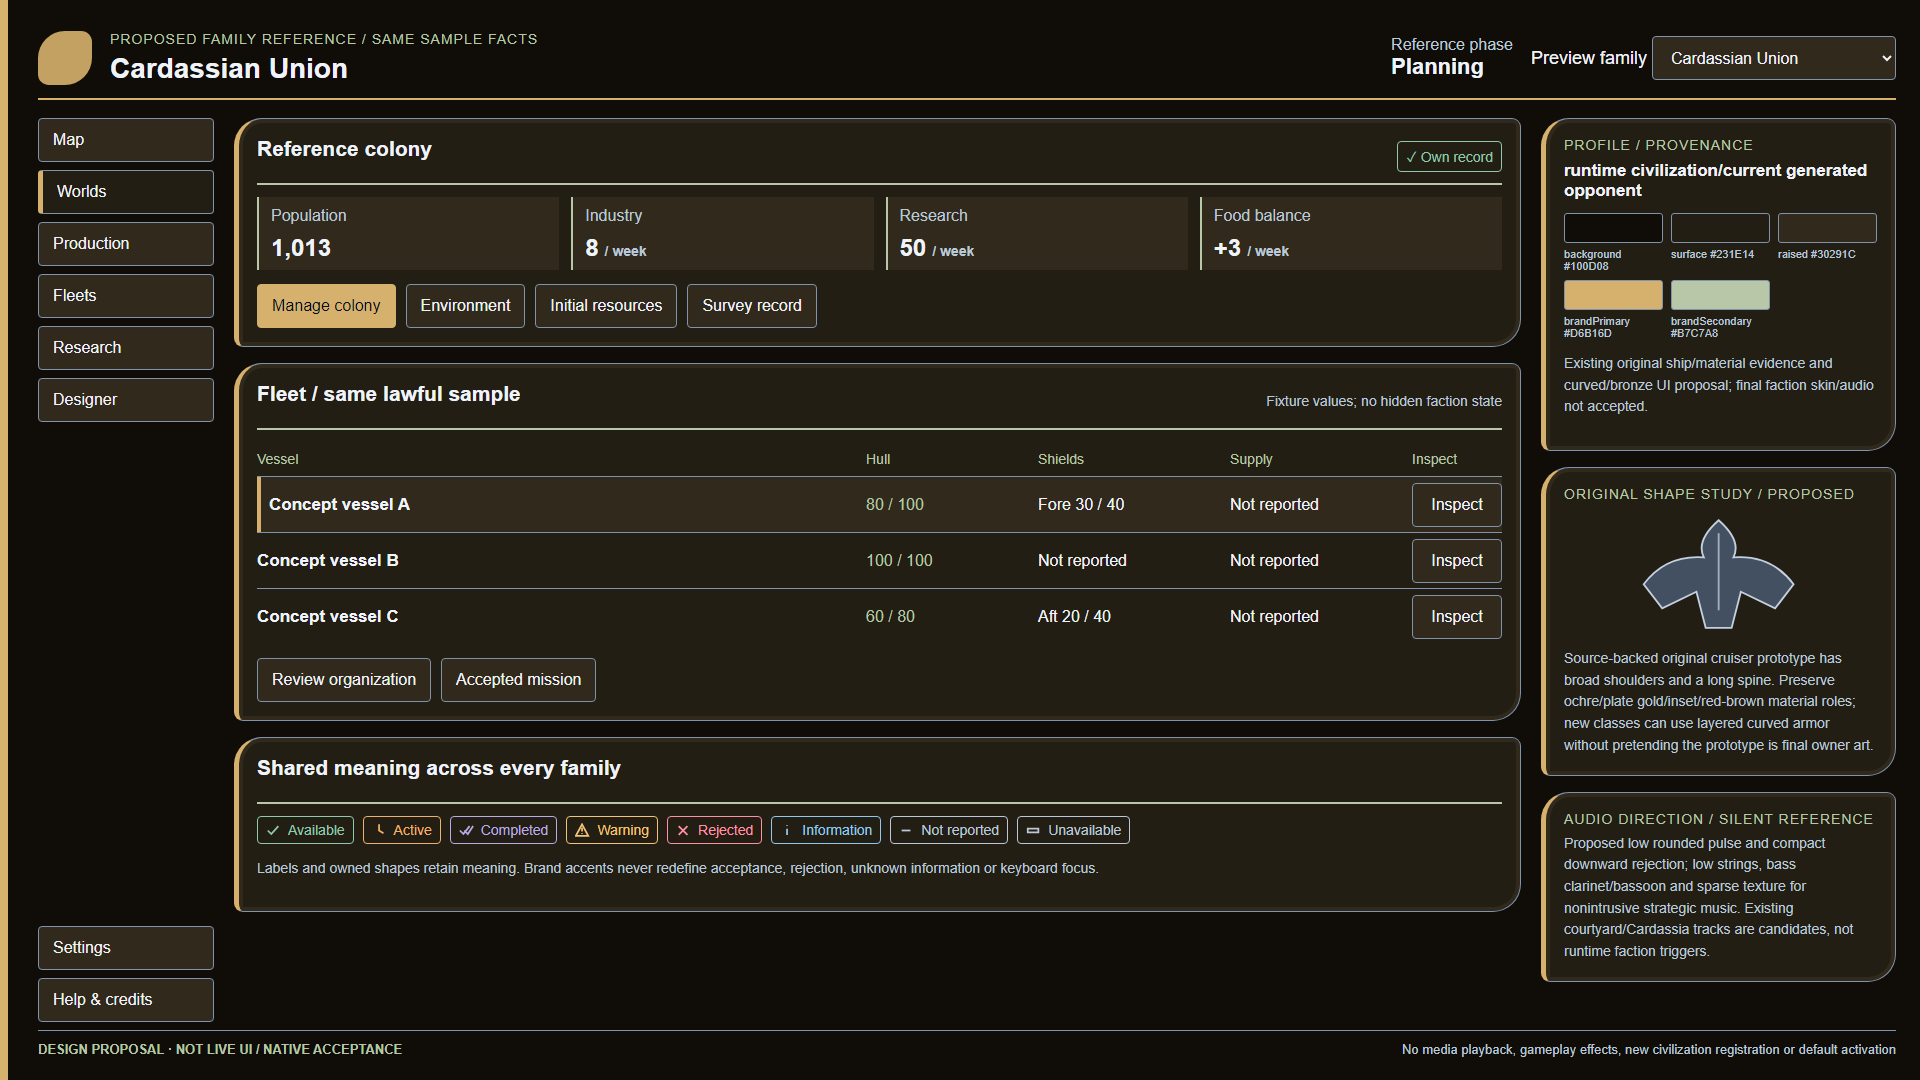 PROPOSED FAMILY REFERENCE / SAME SAMPLE FACTS
Cardassian Union
Reference phase
Planning
Preview family
Cardassian Union
Map
Worlds
Production
Fleets
Research
Designer
Settings
Help & credits
Reference colony
✓ Own record
Population
1,013
Industry
8 / week
Research
50 / week
Food balance
+3 / week
Manage colony
Environment
Initial resources
Survey record
Fleet / same lawful sample
Fixture values; no hidden faction state
Vessel Hull Shields Supply Inspect
Concept vessel A 80 / 100 Fore 30 / 40 Not reported Inspect
Concept vessel B 100 / 100 Not reported Not reported Inspect
Concept vessel C 60 / 80 Aft 20 / 40 Not reported Inspect
Review organization
Accepted mission
Shared meaning across every family
Available
Active
Completed
Warning
Rejected
Information
Not reported
Unavailable
Labels and owned shapes retain meaning. Brand accents never redefine acceptance, rejection, unknown information or keyboard focus.
PROFILE / PROVENANCE
runtime civilization/current generated
opponent
background
#100D08
surface #231E14
raised #30291C
brandPrimary
#D6B16D
brandSecondary
#B7C7A8
Existing original ship/material evidence and
curved/bronze UI proposal; final faction skin/audio
not accepted.
ORIGINAL SHAPE STUDY / PROPOSED
Source-backed original cruiser prototype has
broad shoulders and a long spine. Preserve
ochre/plate gold/inset/red-brown material roles;
new classes can use layered curved armor
without pretending the prototype is final owner art.
AUDIO DIRECTION / SILENT REFERENCE
Proposed low rounded pulse and compact
downward rejection; low strings, bass
clarinet/bassoon and sparse texture for
nonintrusive strategic music. Existing
courtyard/Cardassia tracks are candidates, not
runtime faction triggers.
DESIGN PROPOSAL · NOT LIVE UI / NATIVE ACCEPTANCE
No media playback, gameplay effects, new civilization registration or default activation